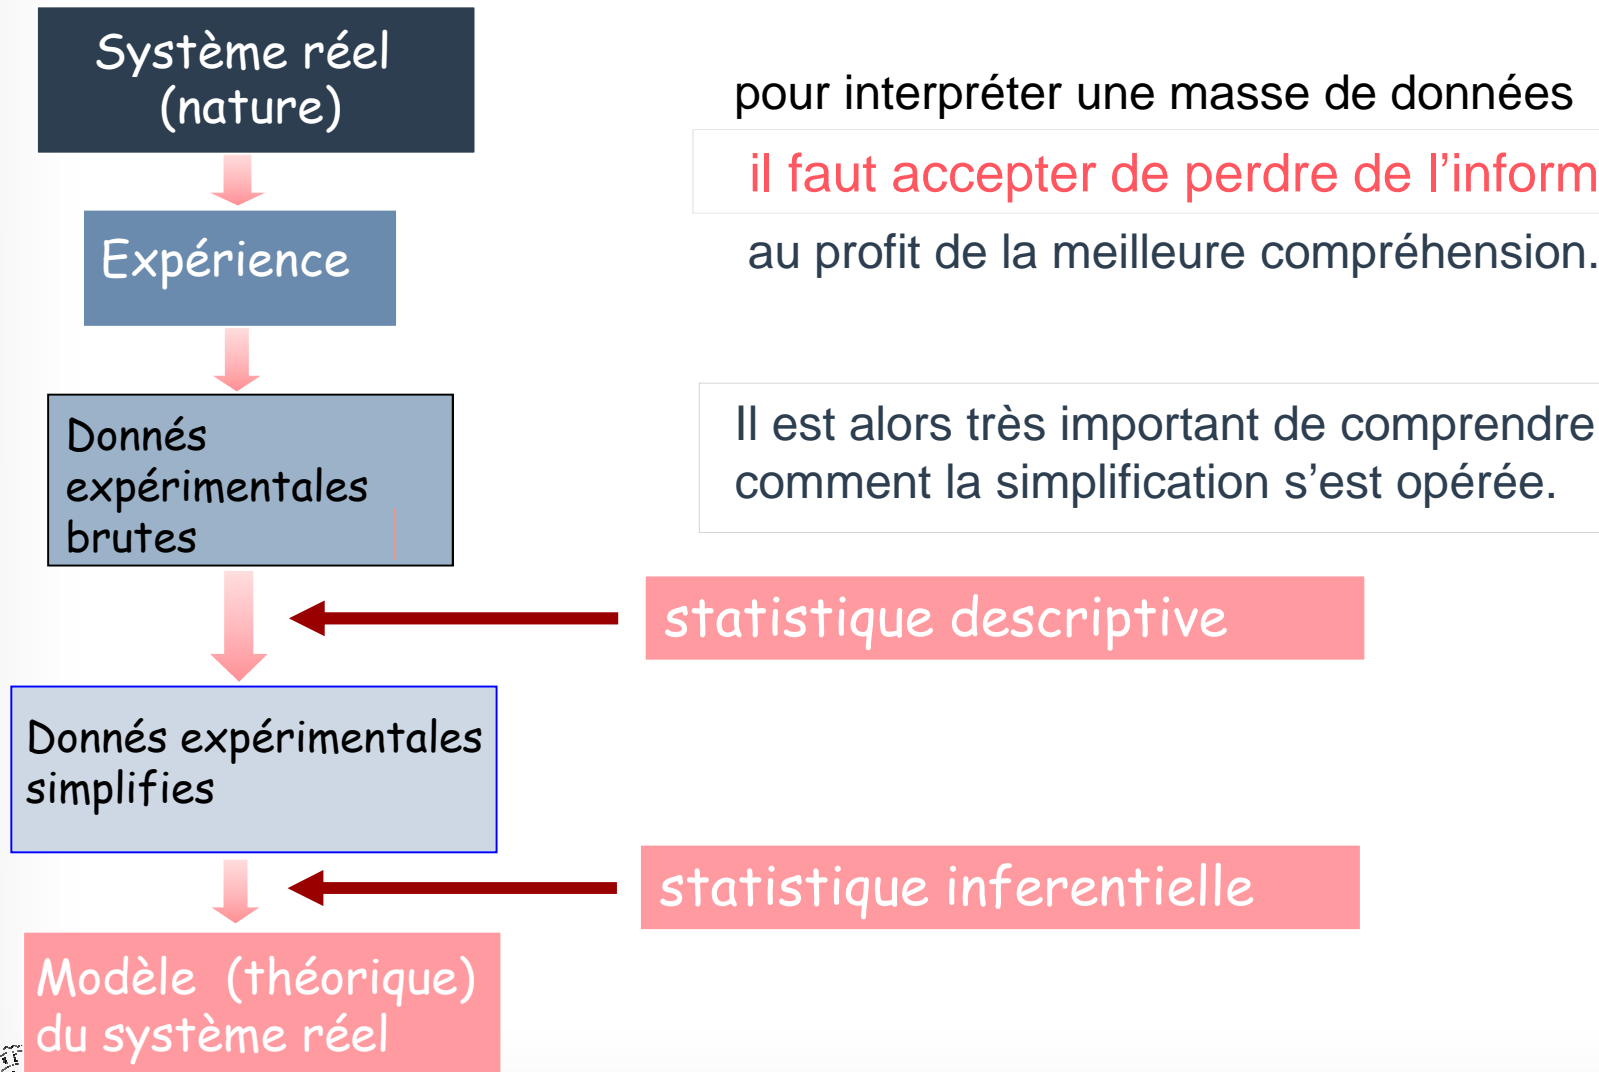 Système réel
(nature)
Expérience
Donnés
expérimentales
brutes
Donnés expérimentales
simplifies
Modèle (théorique)
du système réel
pour interpréter une masse de données
il faut accepter de perdre de l’inform
au profit de la meilleure compréhension.
Il est alors très important de comprendre
comment la simplification s’est opérée.
statistique descriptive
statistique inferentielle